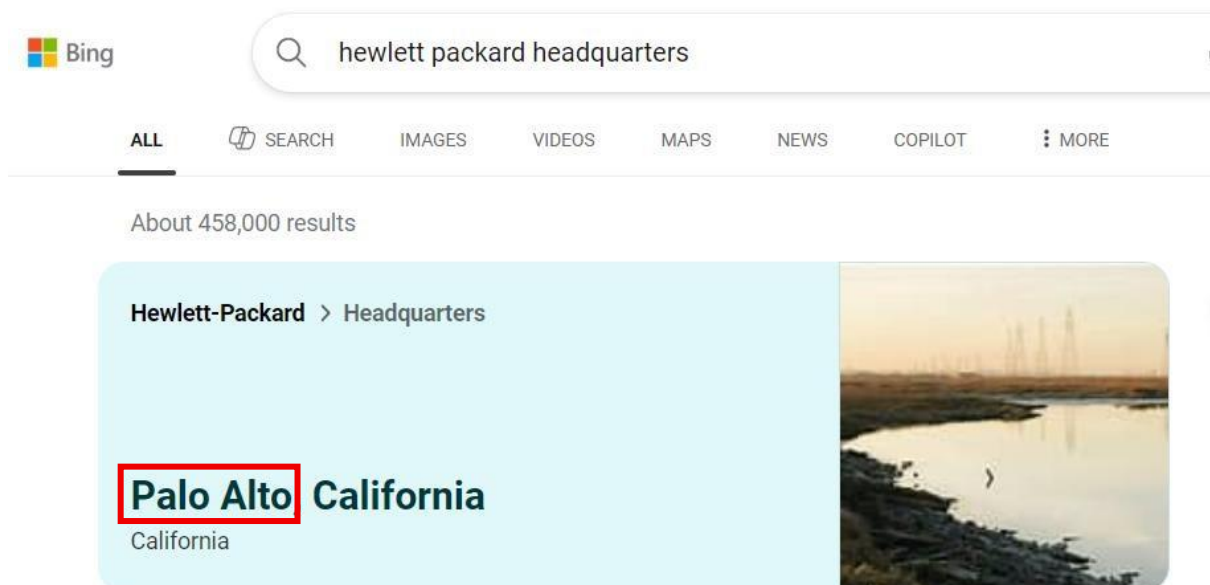 Bing
hewlett packard headquarters
ALL SEARCH IMAGES VIDEOS MAPS NEWS COPILOT MORE
About 458,000 results
Hewlett-Packard > Headquarters
Palo Alto, California
California